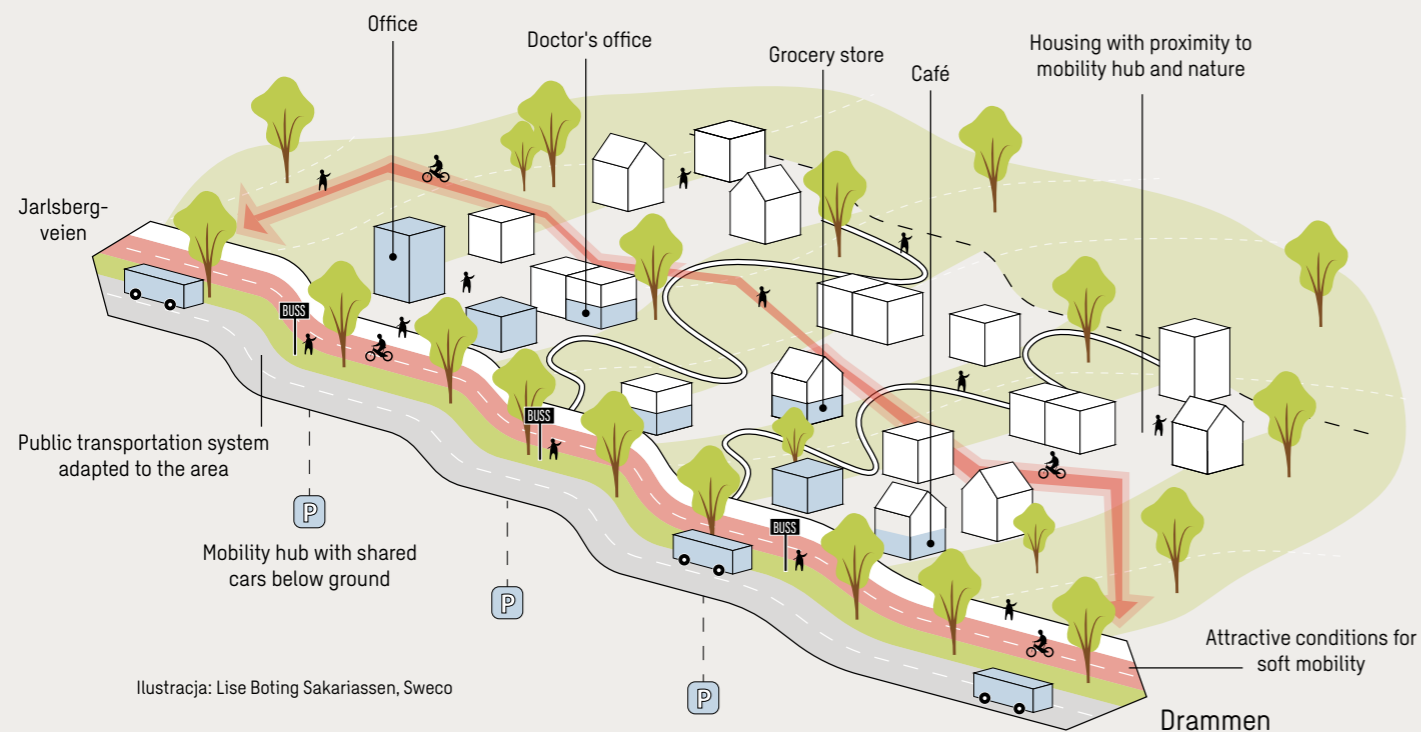 Office
Doctor's office
Grocery store
Café
Housing with proximity to
mobility hub and nature
Jarlsberg-
veien
BUSS
BUSS
BUSS
Public transportation system
adapted to the area
P
Mobility hub with shared
cars below ground
P
P
Attractive conditions for
soft mobility
Ilustracja: Lise Boting Sakariassen, Sweco
Drammen